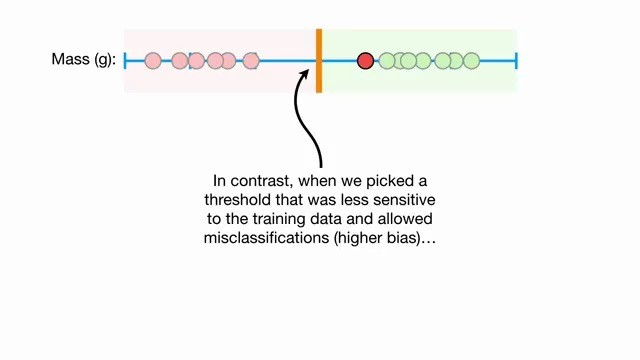 Mass (g):
In contrast, when we picked a
threshold that was less sensitive
to the training data and allowed
misclassifications (higher bias)…